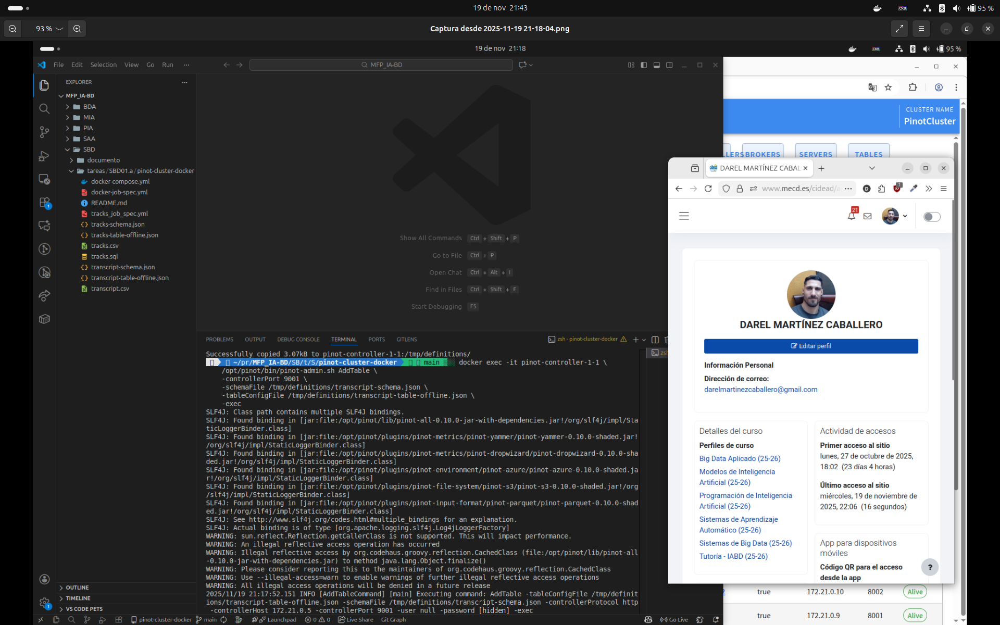 19 de nov 21:43
95 %
93 %
Captura desde 2025-11-19 21-18-04.png
19 de nov 21:18
95 %
File Edit Selection View Go Run ···
MFP_IA-BD
EXPLORER
MFP_IA-BD
BDA
MIA
PIA
SAA
SBD
documento
tareas / SBD01.a / pinot-cluster-docker
docker-compose.yml
docker-job-spec.yml
README.md
tracks_job_spec.yml
tracks-schema.json
tracks-table-offline.json
tracks.csv
tracks.sql
transcript-schema.json
transcript-table-offline.json
transcript.csv
OUTLINE
TIMELINE
VS CODE PETS
Show All Commands Ctrl + Shift + P
Go to File Ctrl + P
Open Chat Ctrl + Alt + I
Find in Files Ctrl + Shift + F
Start Debugging F5
PROBLEMS OUTPUT DEBUG CONSOLE TERMINAL PORTS GITLENS
zsh - pinot-cluster-docker
zsh
Successfully copied 3.07kB to pinot-controller-1-1:/tmp/definitions/
~/pr/MFP_IA-BD/SB/t/S/pinot-cluster-docker main docker exec -it pinot-controller-1-1 \
/opt/pinot/bin/pinot-admin.sh AddTable \
-controllerPort 9001 \
-schemaFile /tmp/definitions/transcript-schema.json \
-tableConfigFile /tmp/definitions/transcript-table-offline.json \
-exec
SLF4J: Class path contains multiple SLF4J bindings.
SLF4J: Found binding in [jar:file:/opt/pinot/lib/pinot-all-0.10.0-jar-with-dependencies.jar!/org/slf4j/impl/Sta
ticLoggerBinder.class]
SLF4J: Found binding in [jar:file:/opt/pinot/plugins/pinot-metrics/pinot-yammer/pinot-yammer-0.10.0-shaded.jar!
/org/slf4j/impl/StaticLoggerBinder.class]
SLF4J: Found binding in [jar:file:/opt/pinot/plugins/pinot-metrics/pinot-dropwizard/pinot-dropwizard-0.10.0-sha
ded.jar!/org/slf4j/impl/StaticLoggerBinder.class]
SLF4J: Found binding in [jar:file:/opt/pinot/plugins/pinot-environment/pinot-azure/pinot-azure-0.10.0-shaded.ja
r!/org/slf4j/impl/StaticLoggerBinder.class]
SLF4J: Found binding in [jar:file:/opt/pinot/plugins/pinot-file-system/pinot-s3/pinot-s3-0.10.0-shaded.jar!/org
/slf4j/impl/StaticLoggerBinder.class]
SLF4J: Found binding in [jar:file:/opt/pinot/plugins/pinot-input-format/pinot-parquet/pinot-parquet-0.10.0-shad
ed.jar!/org/slf4j/impl/StaticLoggerBinder.class]
SLF4J: See http://www.slf4j.org/codes.html#multiple_bindings for an explanation.
SLF4J: Actual binding is of type [org.apache.logging.slf4j.Log4jLoggerFactory]
WARNING: sun.reflect.Reflection.getCallerClass is not supported. This will impact performance.
WARNING: An illegal reflective access operation has occurred
WARNING: Illegal reflective access by org.codehaus.groovy.reflection.CachedClass (file:/opt/pinot/lib/pinot-all
-0.10.0-jar-with-dependencies.jar) to method java.lang.Object.finalize()
WARNING: Please consider reporting this to the maintainers of org.codehaus.groovy.reflection.CachedClass
WARNING: Use --illegal-access=warn to enable warnings of further illegal reflective access operations
WARNING: All illegal access operations will be denied in a future release
2025/11/19 21:17:52.151 INFO [AddTableCommand] [main] Executing command: AddTable -tableConfigFile /tmp/definit
ions/transcript-table-offline.json -schemaFile /tmp/definitions/transcript-schema.json -controllerProtocol http
-controllerHost 172.21.0.5 -controllerPort 9001 -user null -password [hidden] -exec
pinot-cluster-docker main Launchpad 0 0 Live Share Git Graph Go Live
CLUSTER NAME
PinotCluster
LLERS BROKERS SERVERS TABLES
DAREL MARTÍNEZ CABAL
www.mecd.es/cidead/a
21
DAREL MARTÍNEZ CABALLERO
Editar perfil
Información Personal
Dirección de correo:
darelmartinezcaballero@gmail.com
Detalles del curso
Perfiles de curso
Big Data Aplicado (25-26)
Modelos de Inteligencia
Artificial (25-26)
Programación de Inteligencia
Artificial (25-26)
Sistemas de Aprendizaje
Automático (25-26)
Sistemas de Big Data (25-26)
Tutoría - IABD (25-26)
Actividad de accesos
Primer acceso al sitio
lunes, 27 de octubre de 2025,
18:02 (23 días 4 horas)
Último acceso al sitio
miércoles, 19 de noviembre de
2025, 22:06 (16 segundos)
App para dispositivos
móviles
Código QR para el acceso
desde la app
?
2 true 172.21.0.10 8002 Alive
true 172.21.0.9 8001 Alive